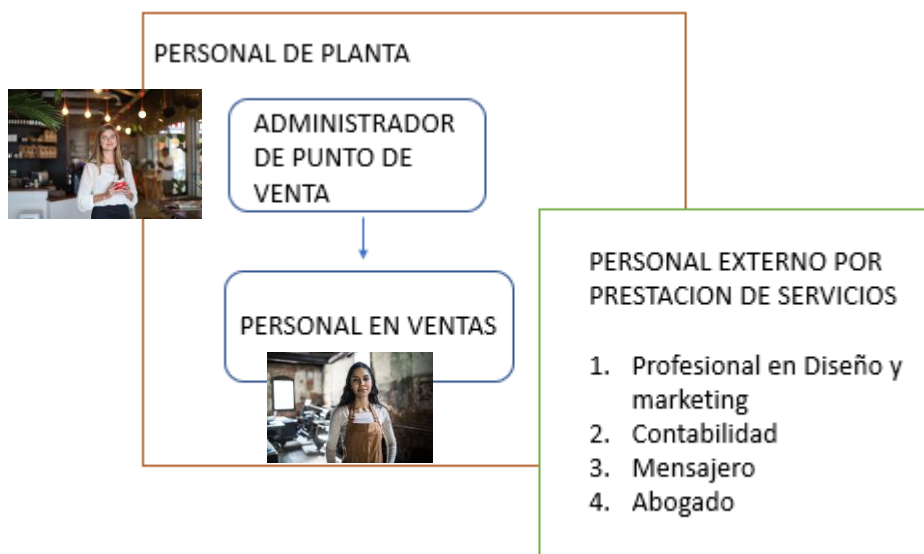 PERSONAL DE PLANTA
ADMINISTRADOR
DE PUNTO DE
VENTA
PERSONAL EN VENTAS
PERSONAL EXTERNO POR
PRESTACION DE SERVICIOS
1. Profesional en Diseño y
marketing
2. Contabilidad
3. Mensajero
4. Abogado